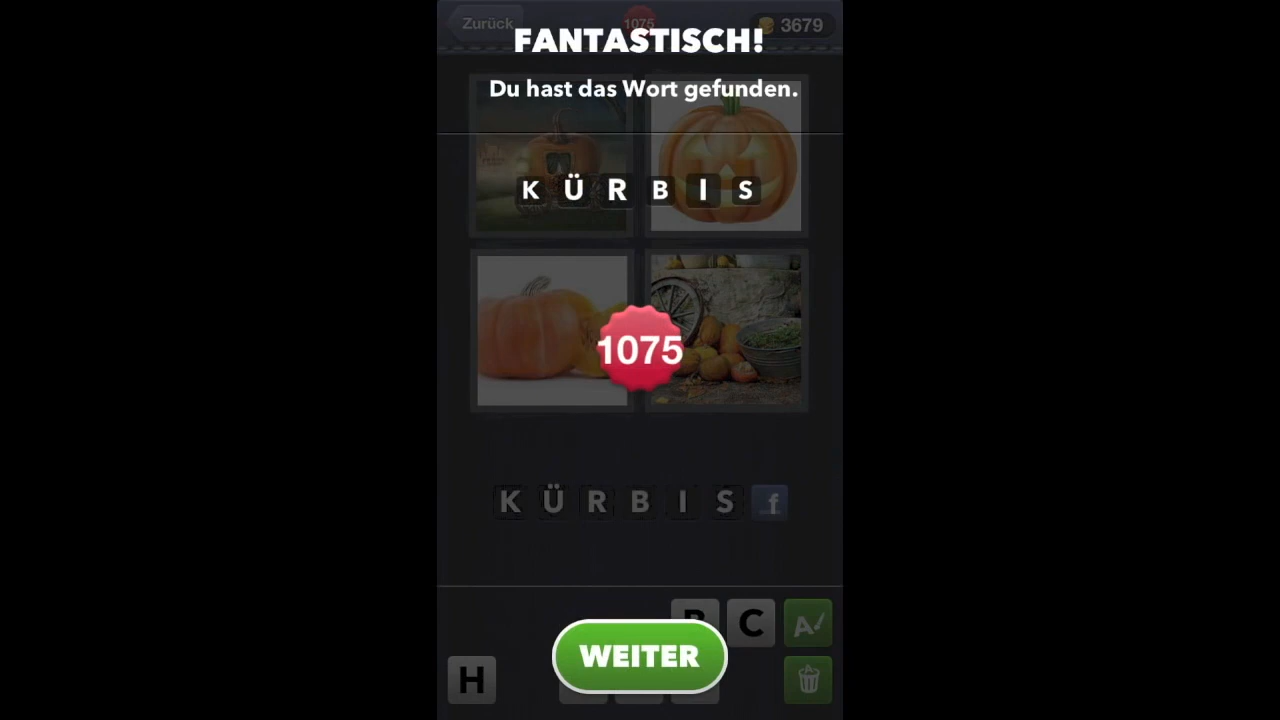 Zurück 1075 3679
FANTASTISCH!
Du hast das Wort gefunden.
KÜRBIS
1075
KÜRBIS f
C A
WEITER
H